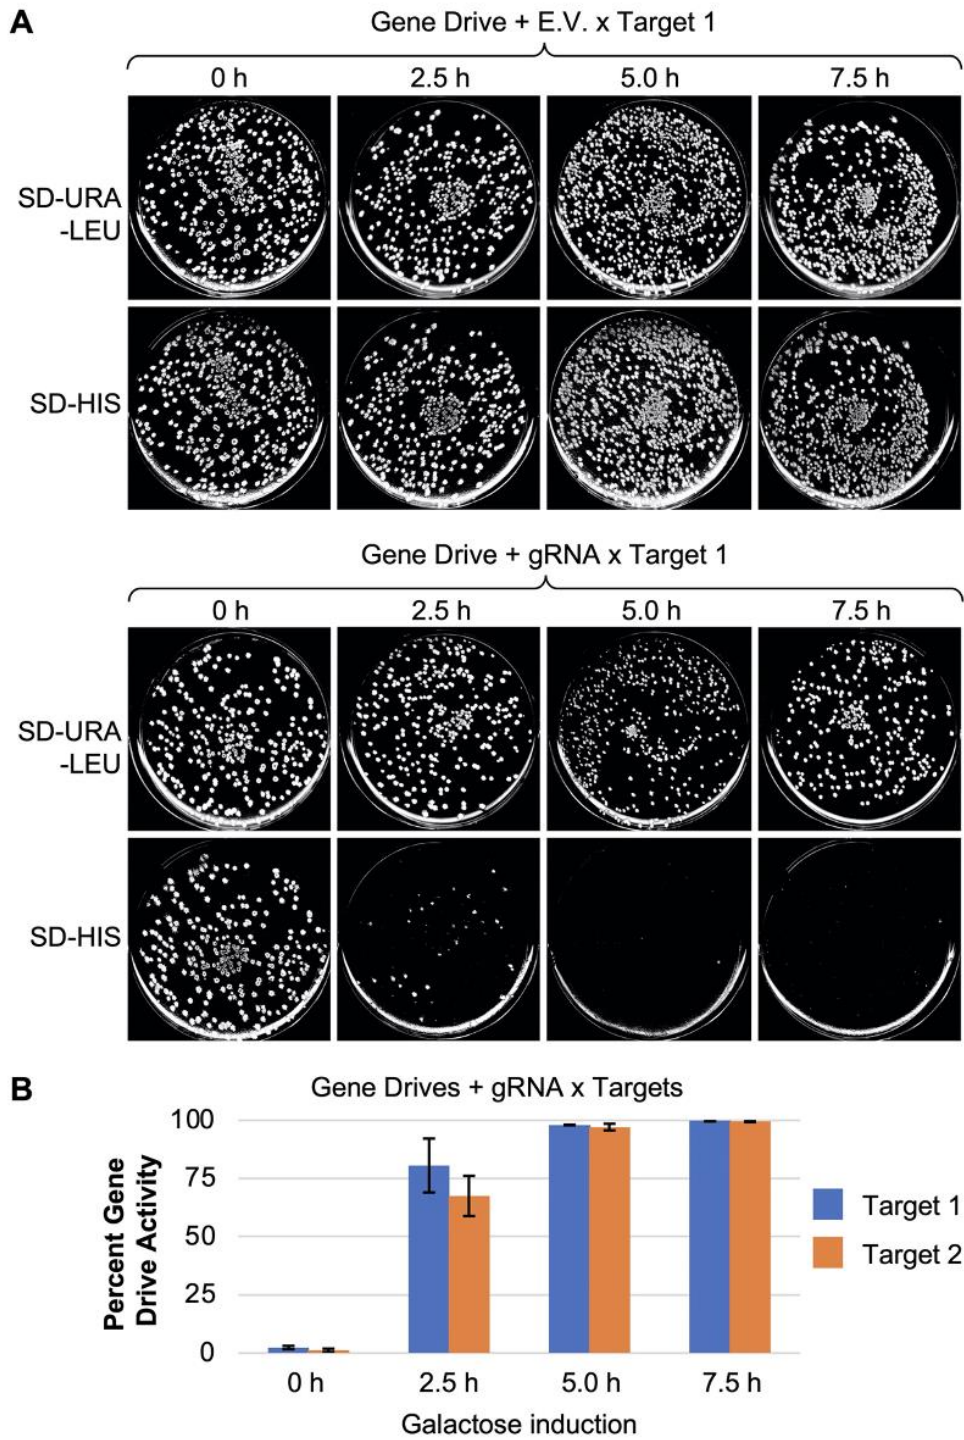 A
Gene Drive + E.V. x Target 1
0 h 2.5 h 5.0 h 7.5 h
SD-URA
-LEU
SD-HIS
Gene Drive + gRNA x Target 1
0 h 2.5 h 5.0 h 7.5 h
SD-URA
-LEU
SD-HIS
B
Gene Drives + gRNA x Targets
Percent Gene
Drive Activity
100
75
50
25
0
0 h 2.5 h 5.0 h 7.5 h
Galactose induction
Target 1
Target 2